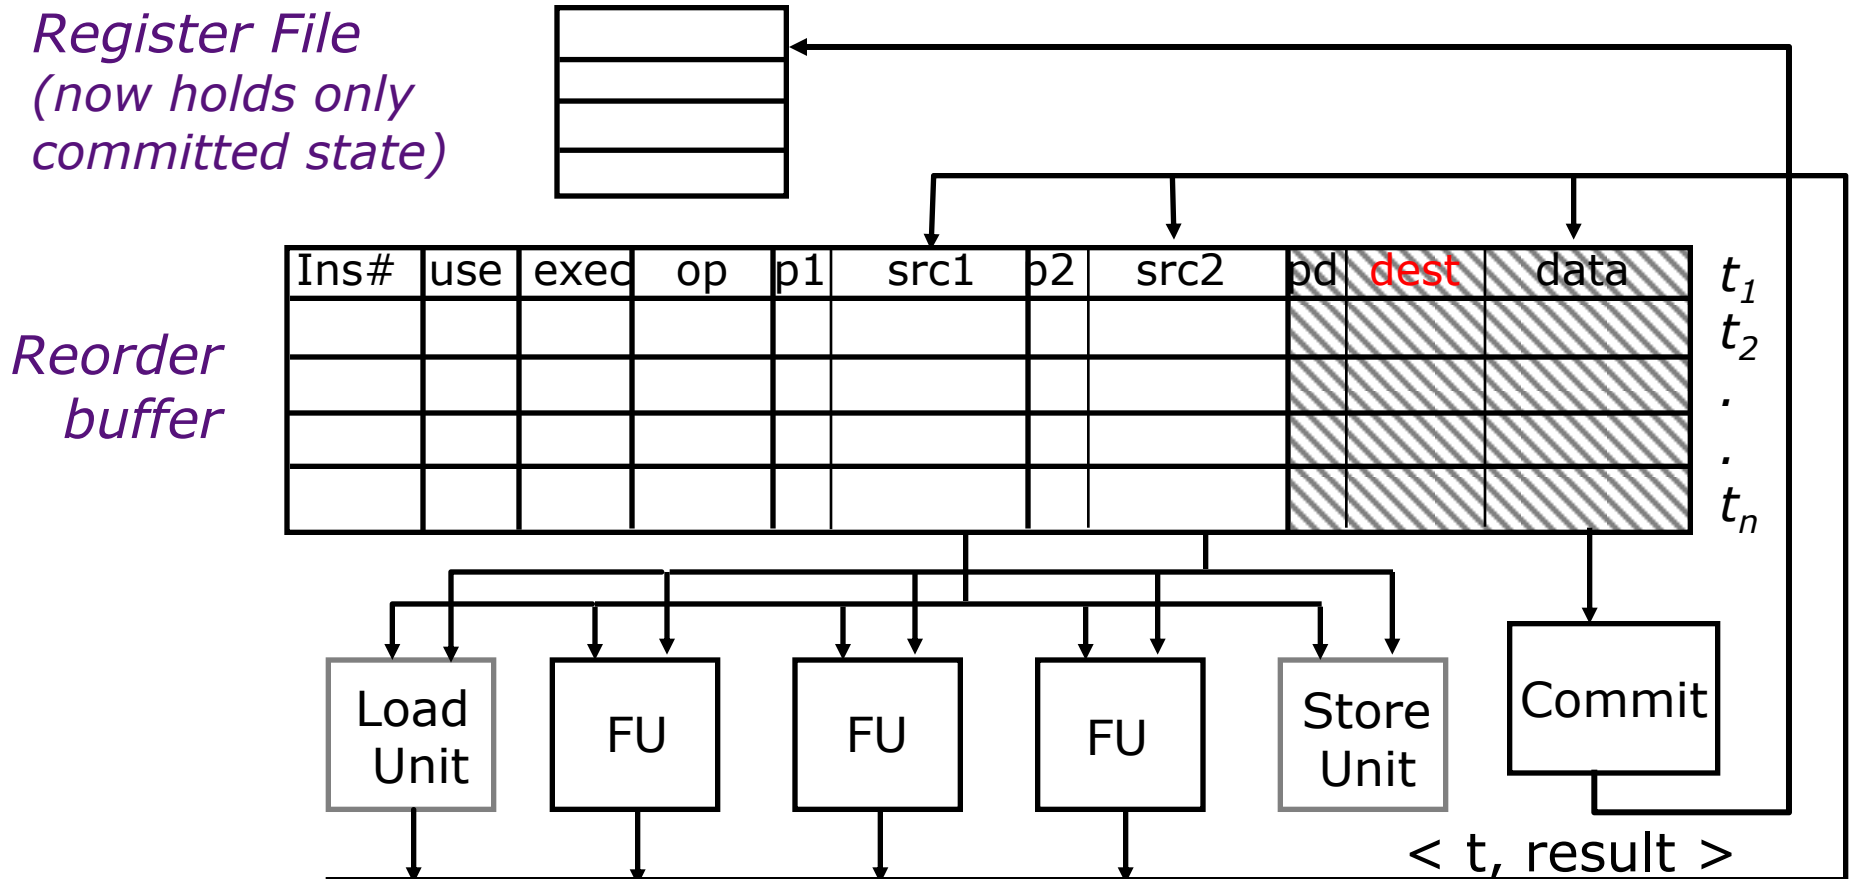 Register File
(now holds only
committed state)
Ins# use exec op p1 src1 p2 src2 pd dest data
t1
t2
.
.
tn
Reorder
buffer
Load
Unit
FU
FU
FU
Store
Unit
Commit
< t, result >